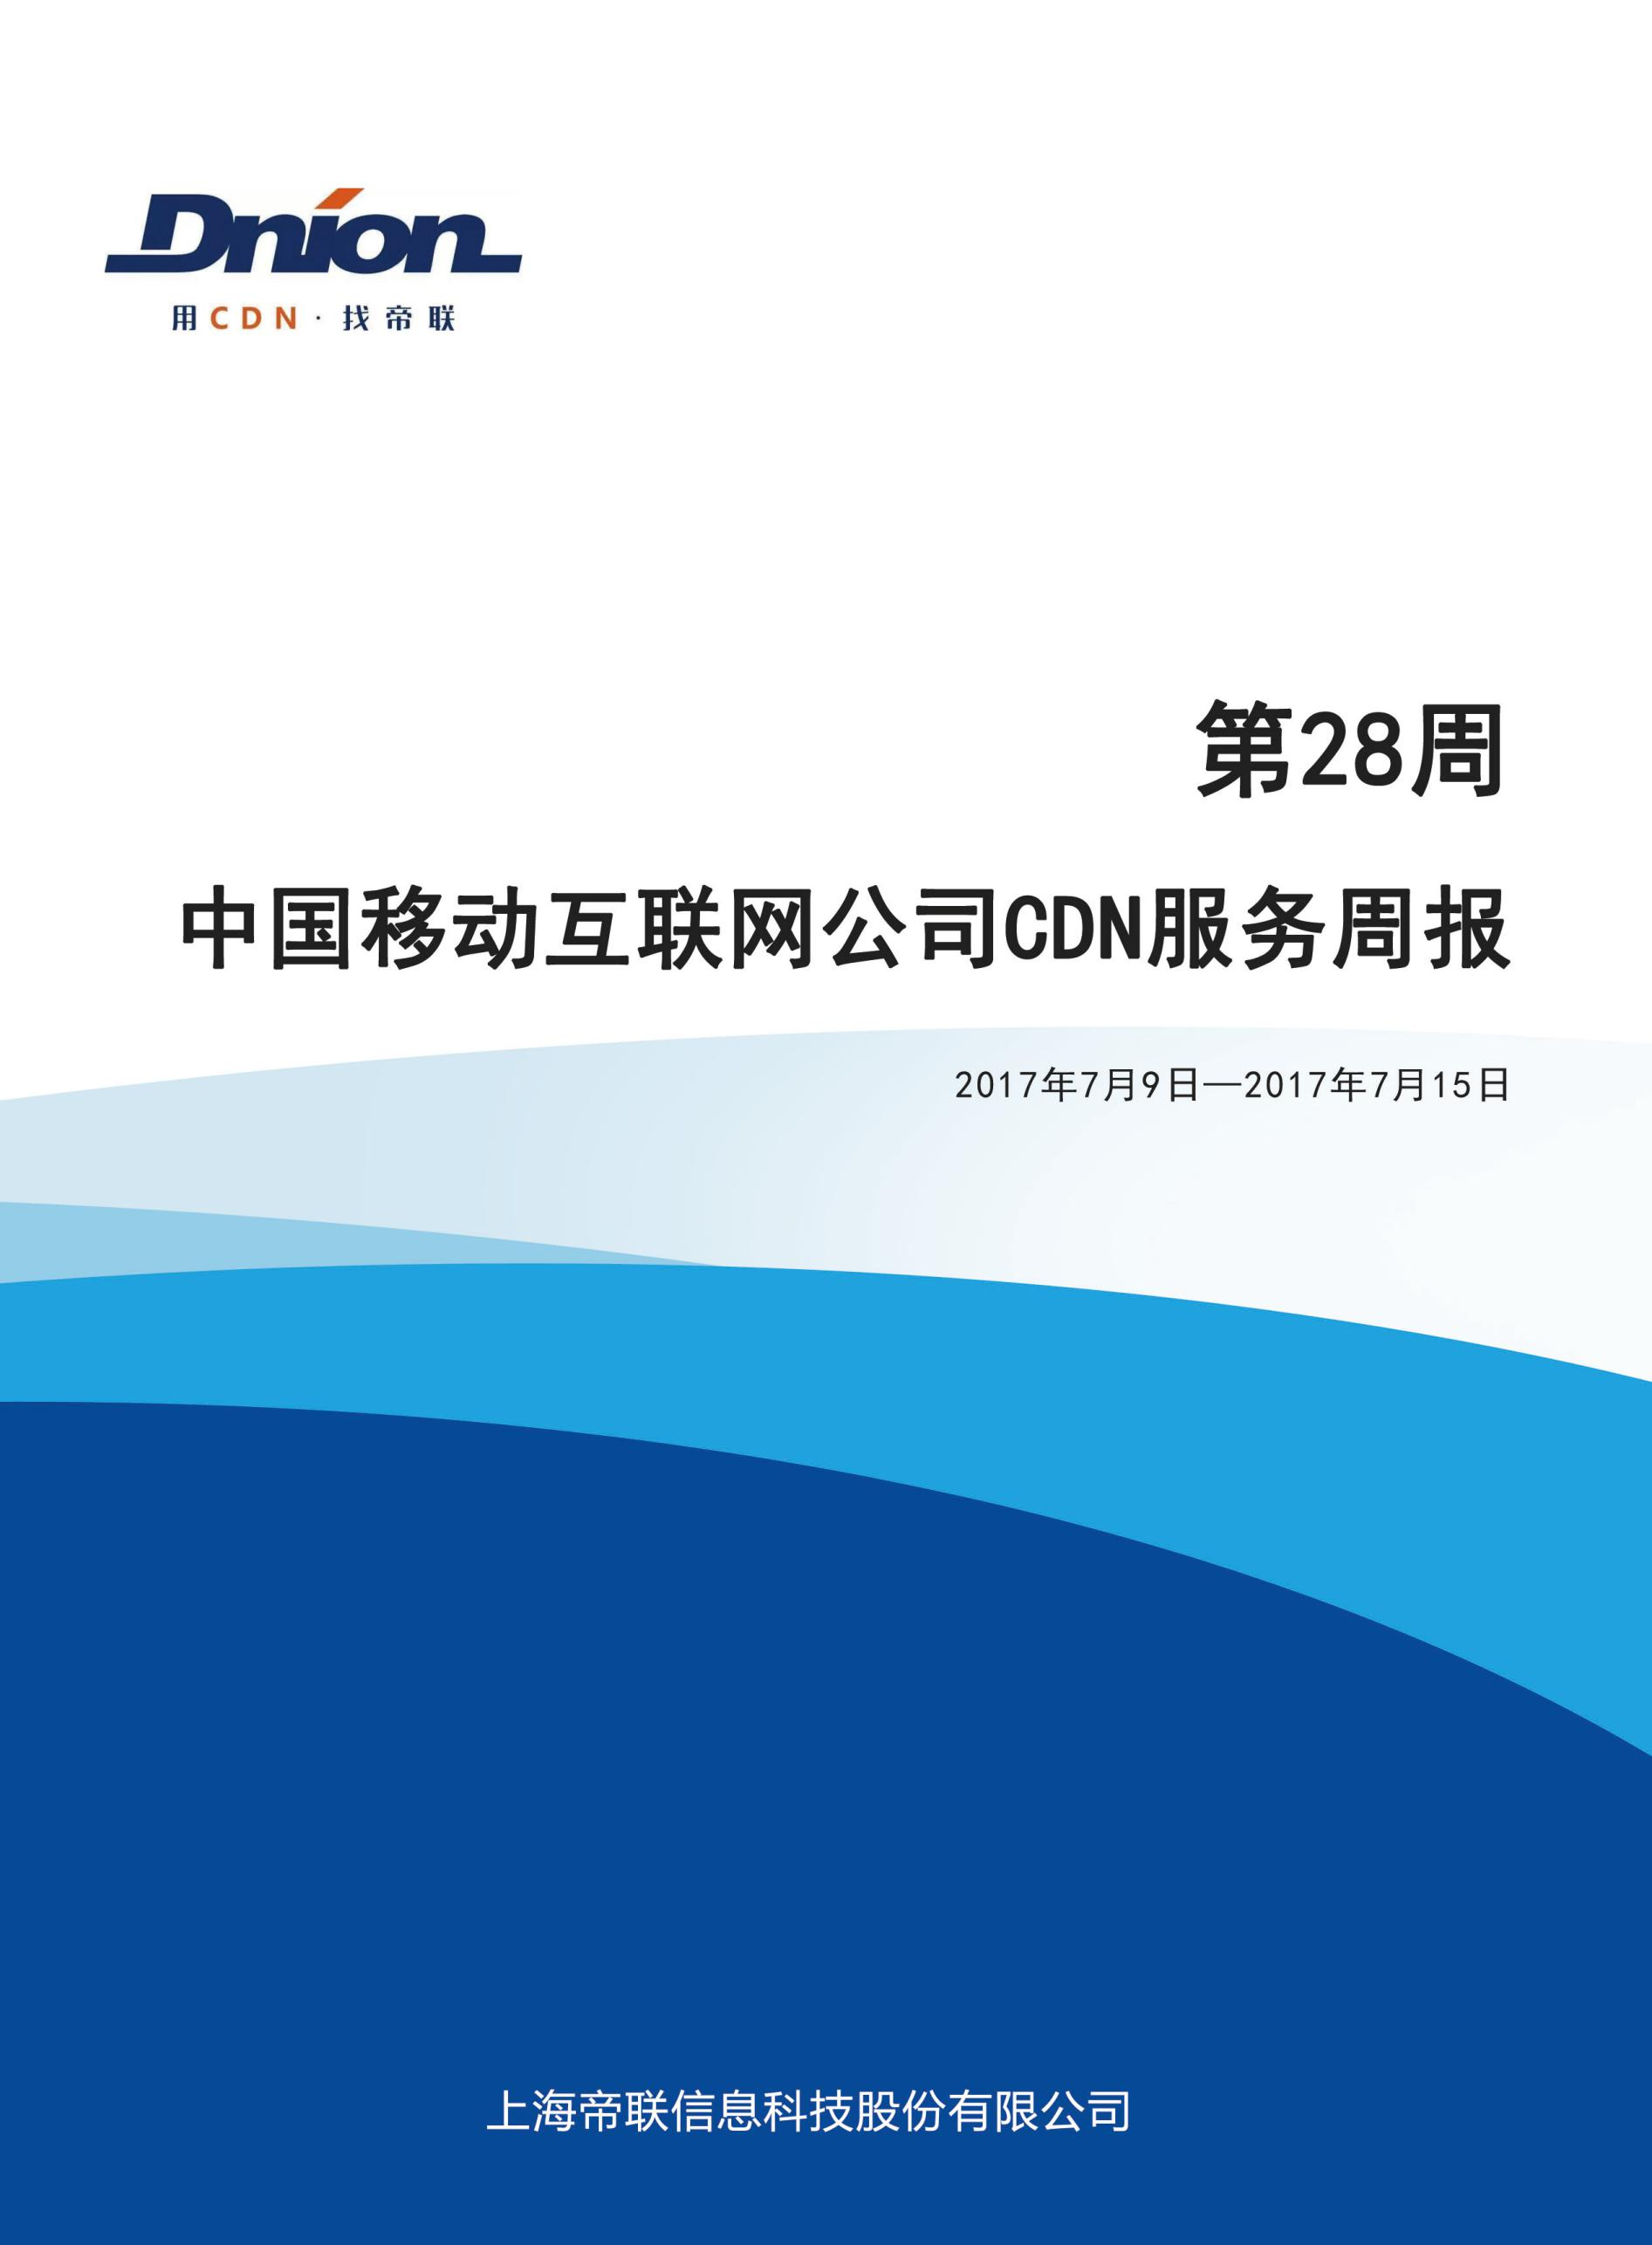 Dnion
用CDN·找帝联
第28周
中国移动互联网公司CDN服务周报
2017年7月9日—2017年7月15日
上海帝联信息科技股份有限公司